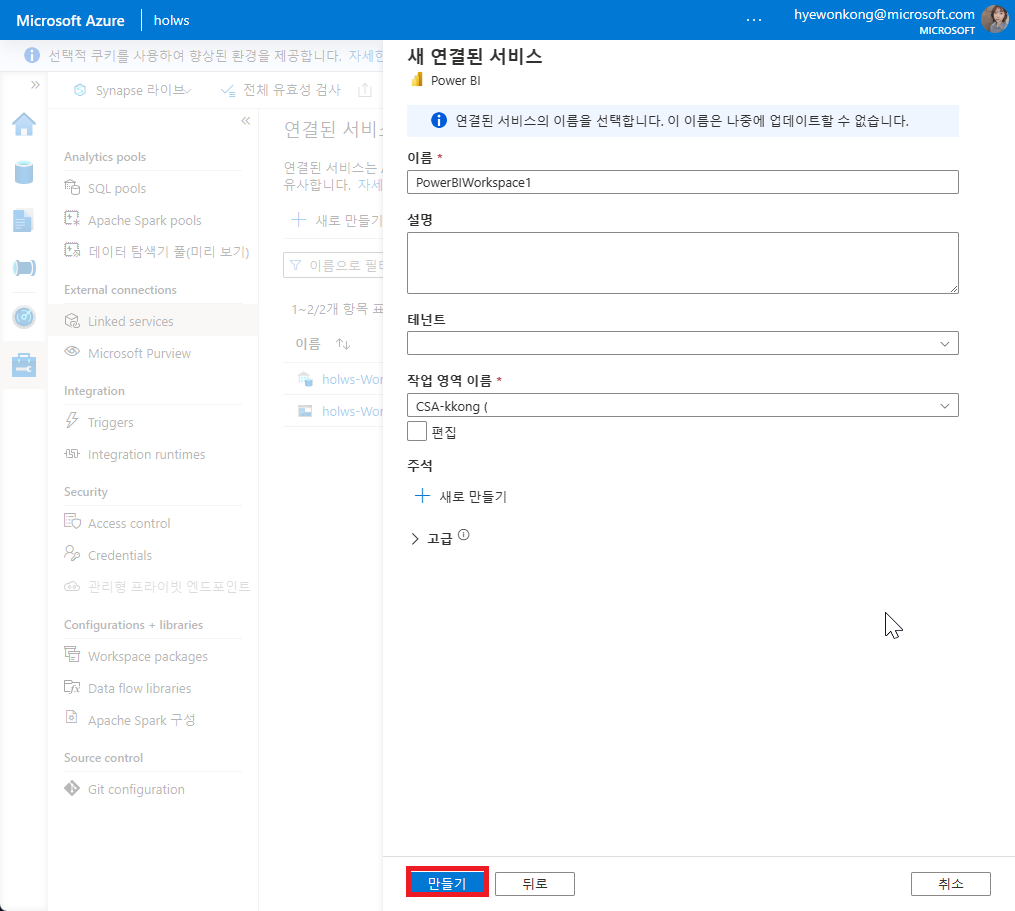 Microsoft Azure
holws
...
hyewonkong@microsoft.com
MICROSOFT
선택적 쿠키를 사용하여 향상된 환경을 제공합니다. 자세한
Synapse 라이브
전체 유효성 검사
Analytics pools
SQL pools
Apache Spark pools
데이터 탐색기 풀(미리 보기)
External connections
Linked services
Microsoft Purview
Integration
Triggers
Integration runtimes
Security
Access control
Credentials
관리형 프라이빗 엔드포인트
Configurations + libraries
Workspace packages
Data flow libraries
Apache Spark 구성
Source control
Git configuration
연결된 서비스
연결된 서비스는
유사합니다. 자세
새로 만들기
이름으로 필터
1~2/2개 항목 표
이름
holws-Wor
holws-Wor
새 연결된 서비스
Power BI
연결된 서비스의 이름을 선택합니다. 이 이름은 나중에 업데이트할 수 없습니다.
이름 *
PowerBIWorkspace1
설명
테넌트
작업 영역 이름 *
CSA-kkong (
편집
주석
새로 만들기
고급
만들기
뒤로
취소